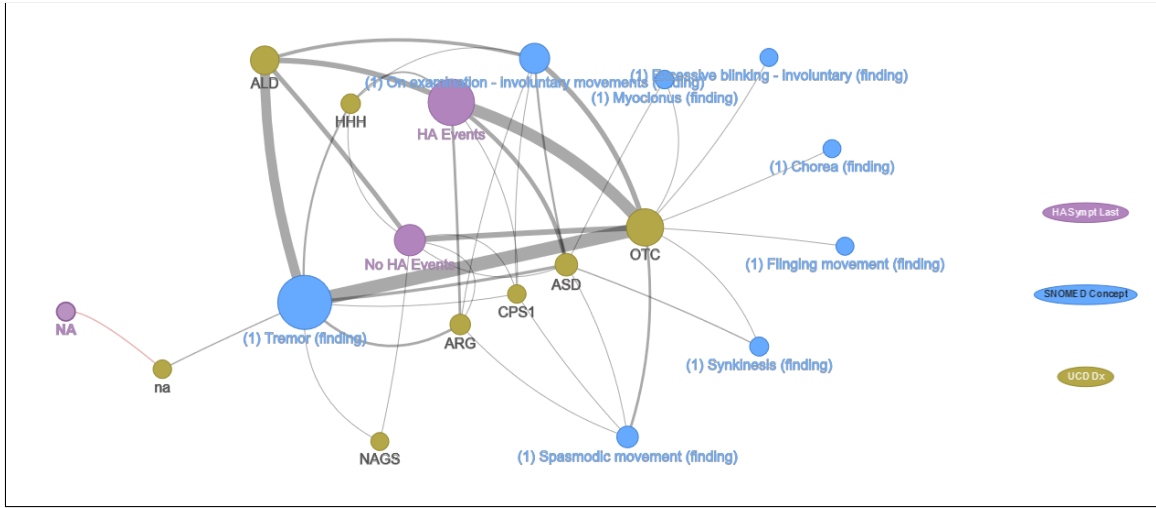 ALD
(1) On examination - involuntary movements (finding)
(1) Excessive blinking - involuntary (finding)
(1) Myoclonus (finding)
HHH
HA Events
(1) Chorea (finding)
HASympt Last
OTC
No HA Events
(1) Flinging movement (finding)
ASD
SNOMED Concept
CPS1
NA
(1) Tremor (finding)
ARG
(1) Synkinesis (finding)
na
UCD Dx
NAGS
(1) Spasmodic movement (finding)